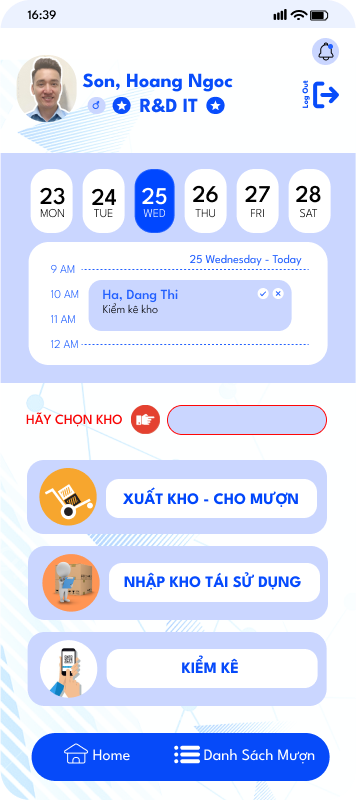 16:39
Son, Hoang Ngoc
R&D IT
Log Out
23 24 25 26 27 28
MON TUE WED THU FRI SAT
25 Wednesday - Today
9 AM
10 AM
Ha, Dang Thi
Kiểm kê kho
11 AM
12 AM
HÃY CHỌN KHO
XUẤT KHO - CHO MƯỢN
NHẬP KHO TÁI SỬ DỤNG
KIỂM KÊ
Home
Danh Sách Mượn